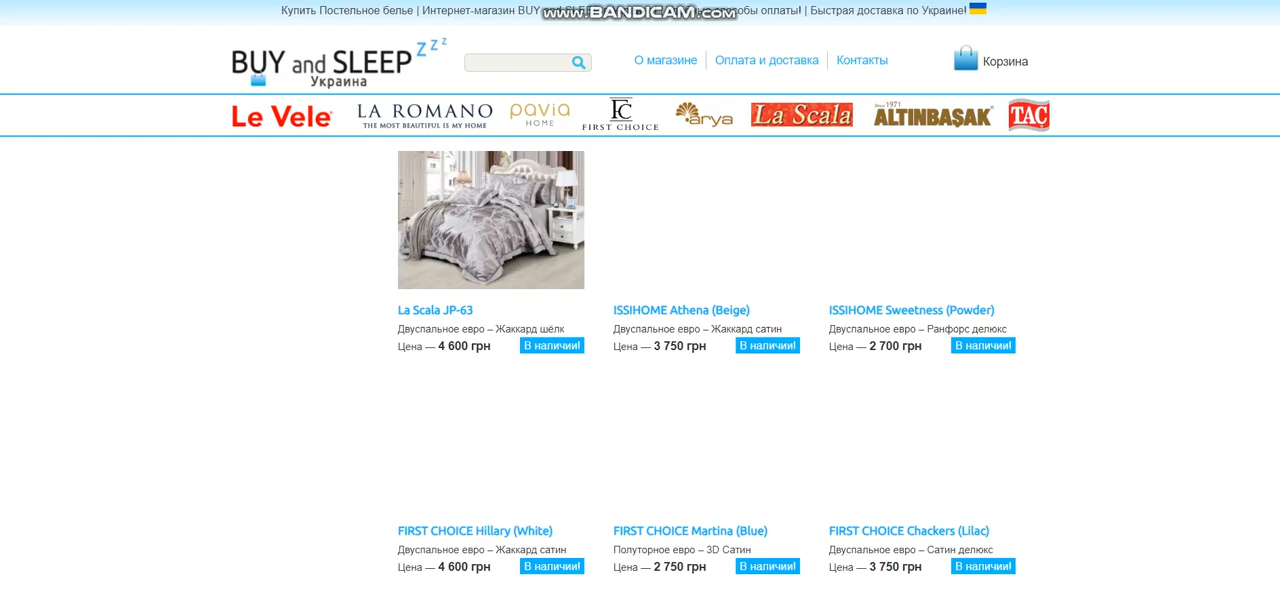 Купить Постельное белье | Интернет-магазин BUY and способы оплаты! | Быстрая доставка по Украине!
www.BANDICAM.com
BUY and SLEEP z z z
Украина
О магазине | Оплата и доставка | Контакты
Корзина
Le Vele
LA ROMANO
THE MOST BEAUTIFUL IS MY HOME
pavia
HOME
FC
FIRST CHOICE
arya
La Scala
Since 1971
ALTINBAŞAK
TAÇ
La Scala JP-63
Двуспальное евро – Жаккард шёлк
Цена — 4 600 грн В наличии!
ISSIHOME Athena (Beige)
Двуспальное евро – Жаккард сатин
Цена — 3 750 грн В наличии!
ISSIHOME Sweetness (Powder)
Двуспальное евро – Ранфорс делюкс
Цена — 2 700 грн В наличии!
FIRST CHOICE Hillary (White)
Двуспальное евро – Жаккард сатин
Цена — 4 600 грн В наличии!
FIRST CHOICE Martina (Blue)
Полуторное евро – 3D Сатин
Цена — 2 750 грн В наличии!
FIRST CHOICE Chackers (Lilac)
Двуспальное евро – Сатин делюкс
Цена — 3 750 грн В наличии!